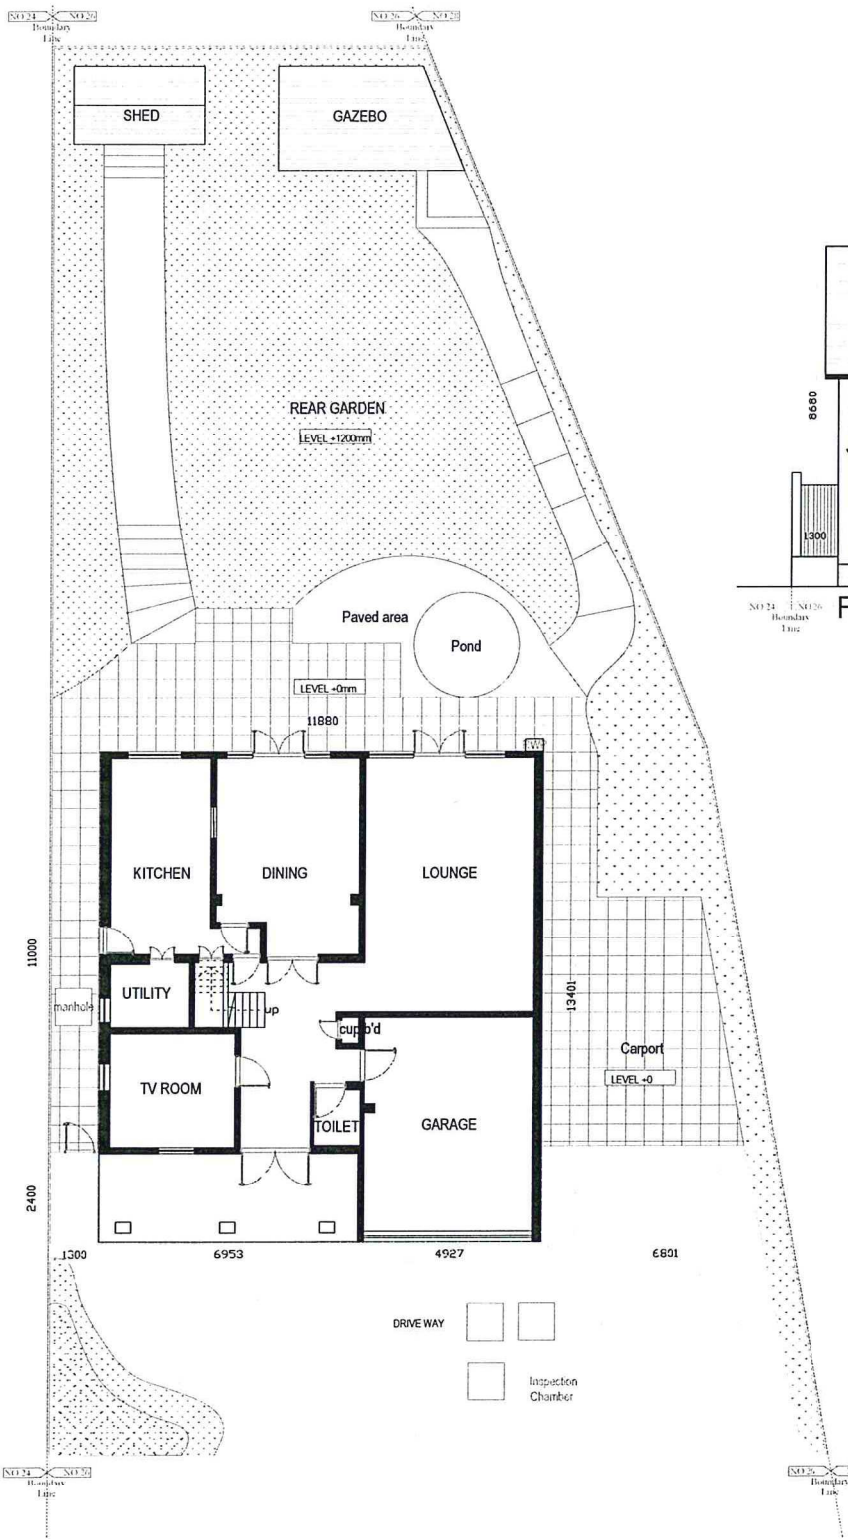 NO 24 NO 26
Boundary
Line
NO 26 NO 28
Boundary
Line
SHED
GAZEBO
REAR GARDEN
LEVEL +1200mm
8680
1300
NO 24 NO 26
Boundary
Line
Paved area
Pond
LEVEL +0mm
11880
KITCHEN
DINING
LOUNGE
11000
13401
manhole
UTILITY
up
cupb'd
Carport
LEVEL +0
TV ROOM
TOILET
GARAGE
2400
1300
6953
4927
6801
DRIVE WAY
Inspection
Chamber
NO 24 NO 26
Boundary
Line
NO 26
Boundary
Line